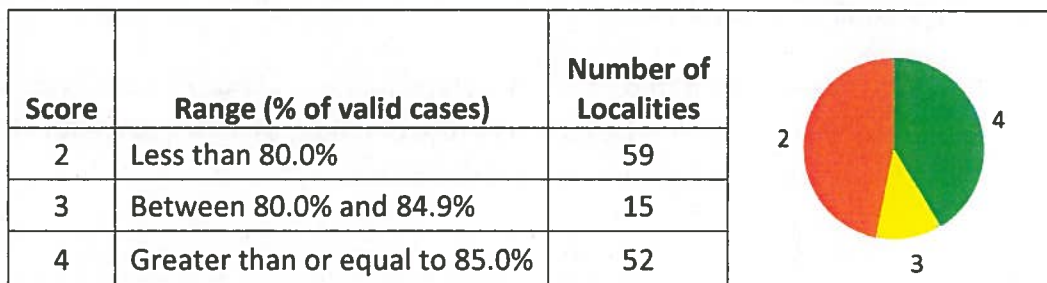 Score Range (% of valid cases) Number of Localities
2 Less than 80.0% 59
3 Between 80.0% and 84.9% 15
4 Greater than or equal to 85.0% 52
2
4
3